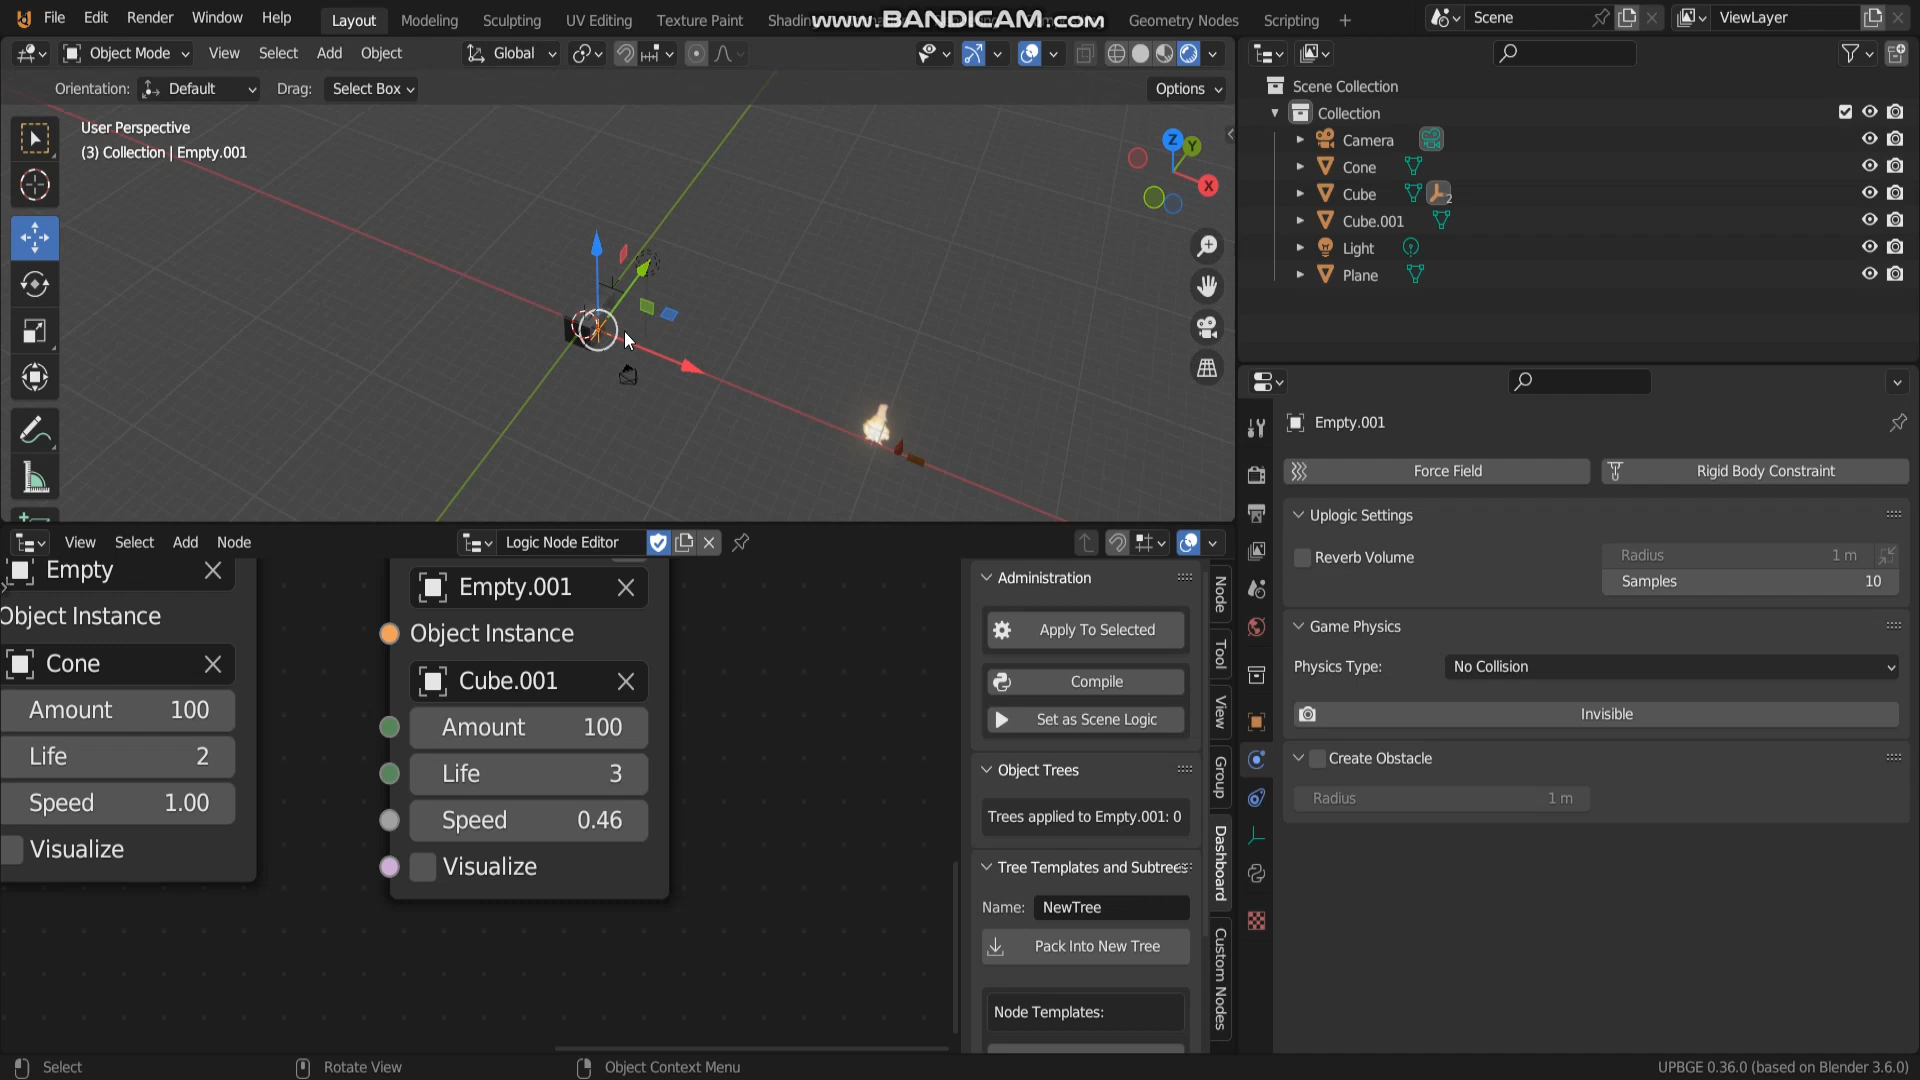 File Edit Render Window Help
Layout Modeling Sculpting UV Editing Texture Paint Shadin
www.BANDICAM.com
Geometry Nodes Scripting
Scene
ViewLayer
Object Mode View Select Add Object
Global
Orientation: Default Drag: Select Box
Options
User Perspective
(3) Collection | Empty.001
Z
Y
X
Scene Collection
Collection
Camera
Cone
Cube
2
Cube.001
Light
Plane
Empty.001
Force Field
Rigid Body Constraint
Uplogic Settings
Reverb Volume
Radius 1 m
Samples 10
Game Physics
Physics Type: No Collision
Invisible
Create Obstacle
Radius 1 m
View Select Add Node
Logic Node Editor
Empty
Object Instance
Cone
Amount 100
Life 2
Speed 1.00
Visualize
Empty.001
Object Instance
Cube.001
Amount 100
Life 3
Speed 0.46
Visualize
Administration
Apply To Selected
Compile
Set as Scene Logic
Object Trees
Trees applied to Empty.001: 0
Tree Templates and Subtrees
Name: NewTree
Pack Into New Tree
Node Templates:
Node
Tool
View
Group
Dashboard
Custom Nodes
Select
Rotate View
Object Context Menu
UPBGE 0.36.0 (based on Blender 3.6.0)